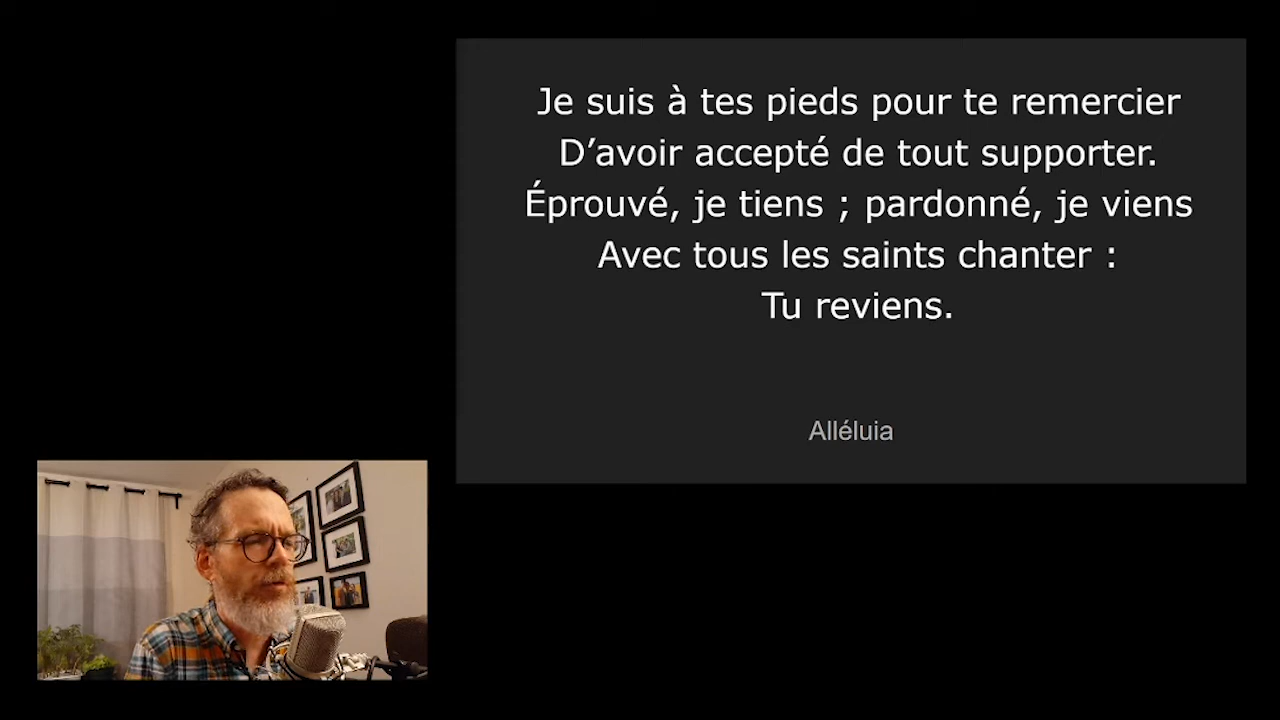 Je suis à tes pieds pour te remercier
D’avoir accepté de tout supporter.
Éprouvé, je tiens ; pardonné, je viens
Avec tous les saints chanter :
Tu reviens.
Alléluia